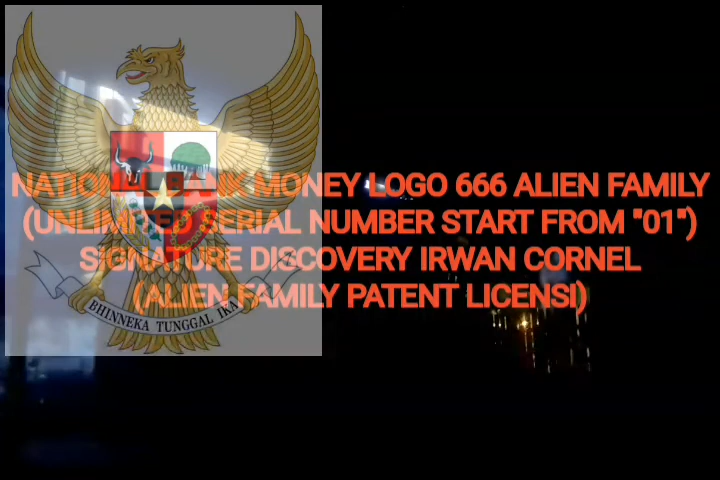 NATIONAL BANK MONEY LOGO 666 ALIEN FAMILY
(UNLIMITED SERIAL NUMBER START FROM "01")
SIGNATURE DISCOVERY IRWAN CORNEL
(ALIEN FAMILY PATENT LICENSI)
BHINNEKA TUNGGAL IKA